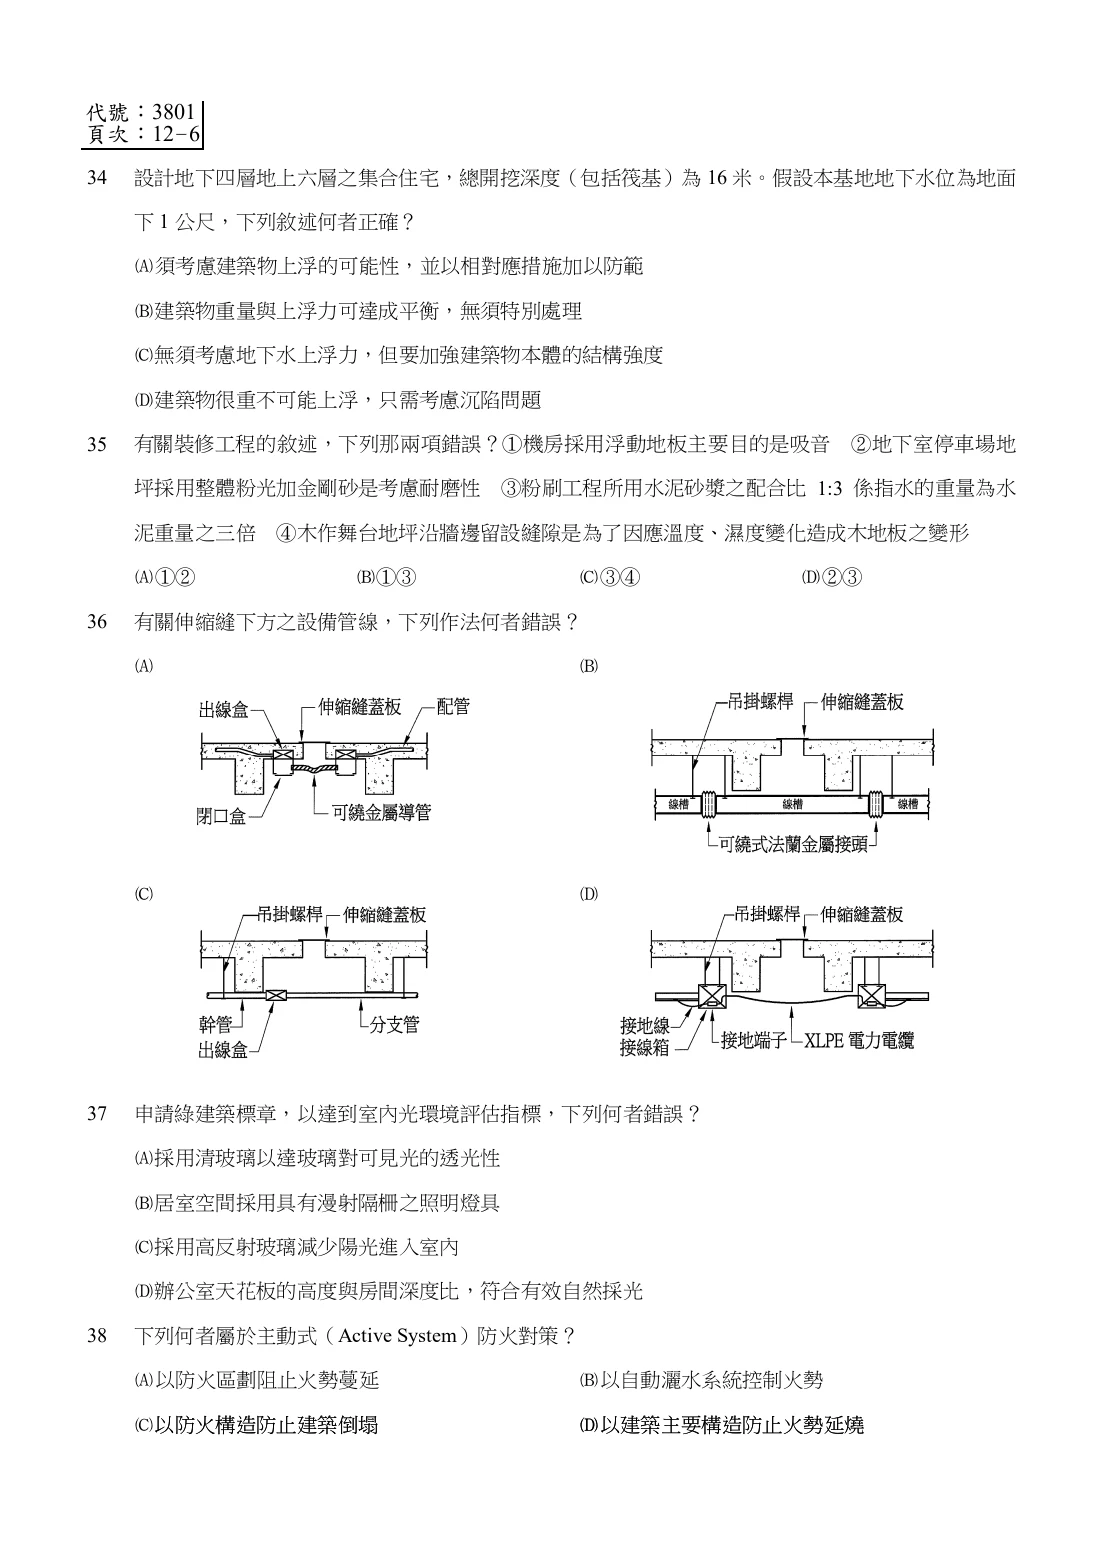 代號：3801
頁次：12－6
34 設計地下四層地上六層之集合住宅，總開挖深度（包括筏基）為 16 米。假設本基地地下水位為地面
下 1 公尺，下列敘述何者正確？
(A)須考慮建築物上浮的可能性，並以相對應措施加以防範
(B)建築物重量與上浮力可達成平衡，無須特別處理
(C)無須考慮地下水上浮力，但要加強建築物本體的結構強度
(D)建築物很重不可能上浮，只需考慮沉陷問題
35 有關裝修工程的敘述，下列那兩項錯誤？①機房採用浮動地板主要目的是吸音 ②地下室停車場地
坪採用整體粉光加金剛砂是考慮耐磨性 ③粉刷工程所用水泥砂漿之配合比 1:3 係指水的重量為水
泥重量之三倍 ④木作舞台地坪沿牆邊留設縫隙是為了因應溫度、濕度變化造成木地板之變形
(A)①② (B)①③ (C)③④ (D)②③
36 有關伸縮縫下方之設備管線，下列作法何者錯誤？
(A) (B)
出線盒 伸縮縫蓋板 配管
閉口盒 可繞金屬導管
吊掛螺桿 伸縮縫蓋板
線槽 線槽 線槽
可繞式法蘭金屬接頭
(C) (D)
吊掛螺桿 伸縮縫蓋板
幹管 分支管
出線盒
吊掛螺桿 伸縮縫蓋板
接地線
接線箱 接地端子 XLPE 電力電纜
37 申請綠建築標章，以達到室內光環境評估指標，下列何者錯誤？
(A)採用清玻璃以達玻璃對可見光的透光性
(B)居室空間採用具有漫射隔柵之照明燈具
(C)採用高反射玻璃減少陽光進入室內
(D)辦公室天花板的高度與房間深度比，符合有效自然採光
38 下列何者屬於主動式（Active System）防火對策？
(A)以防火區劃阻止火勢蔓延 (B)以自動灑水系統控制火勢
(C)以防火構造防止建築倒塌 (D)以建築主要構造防止火勢延燒